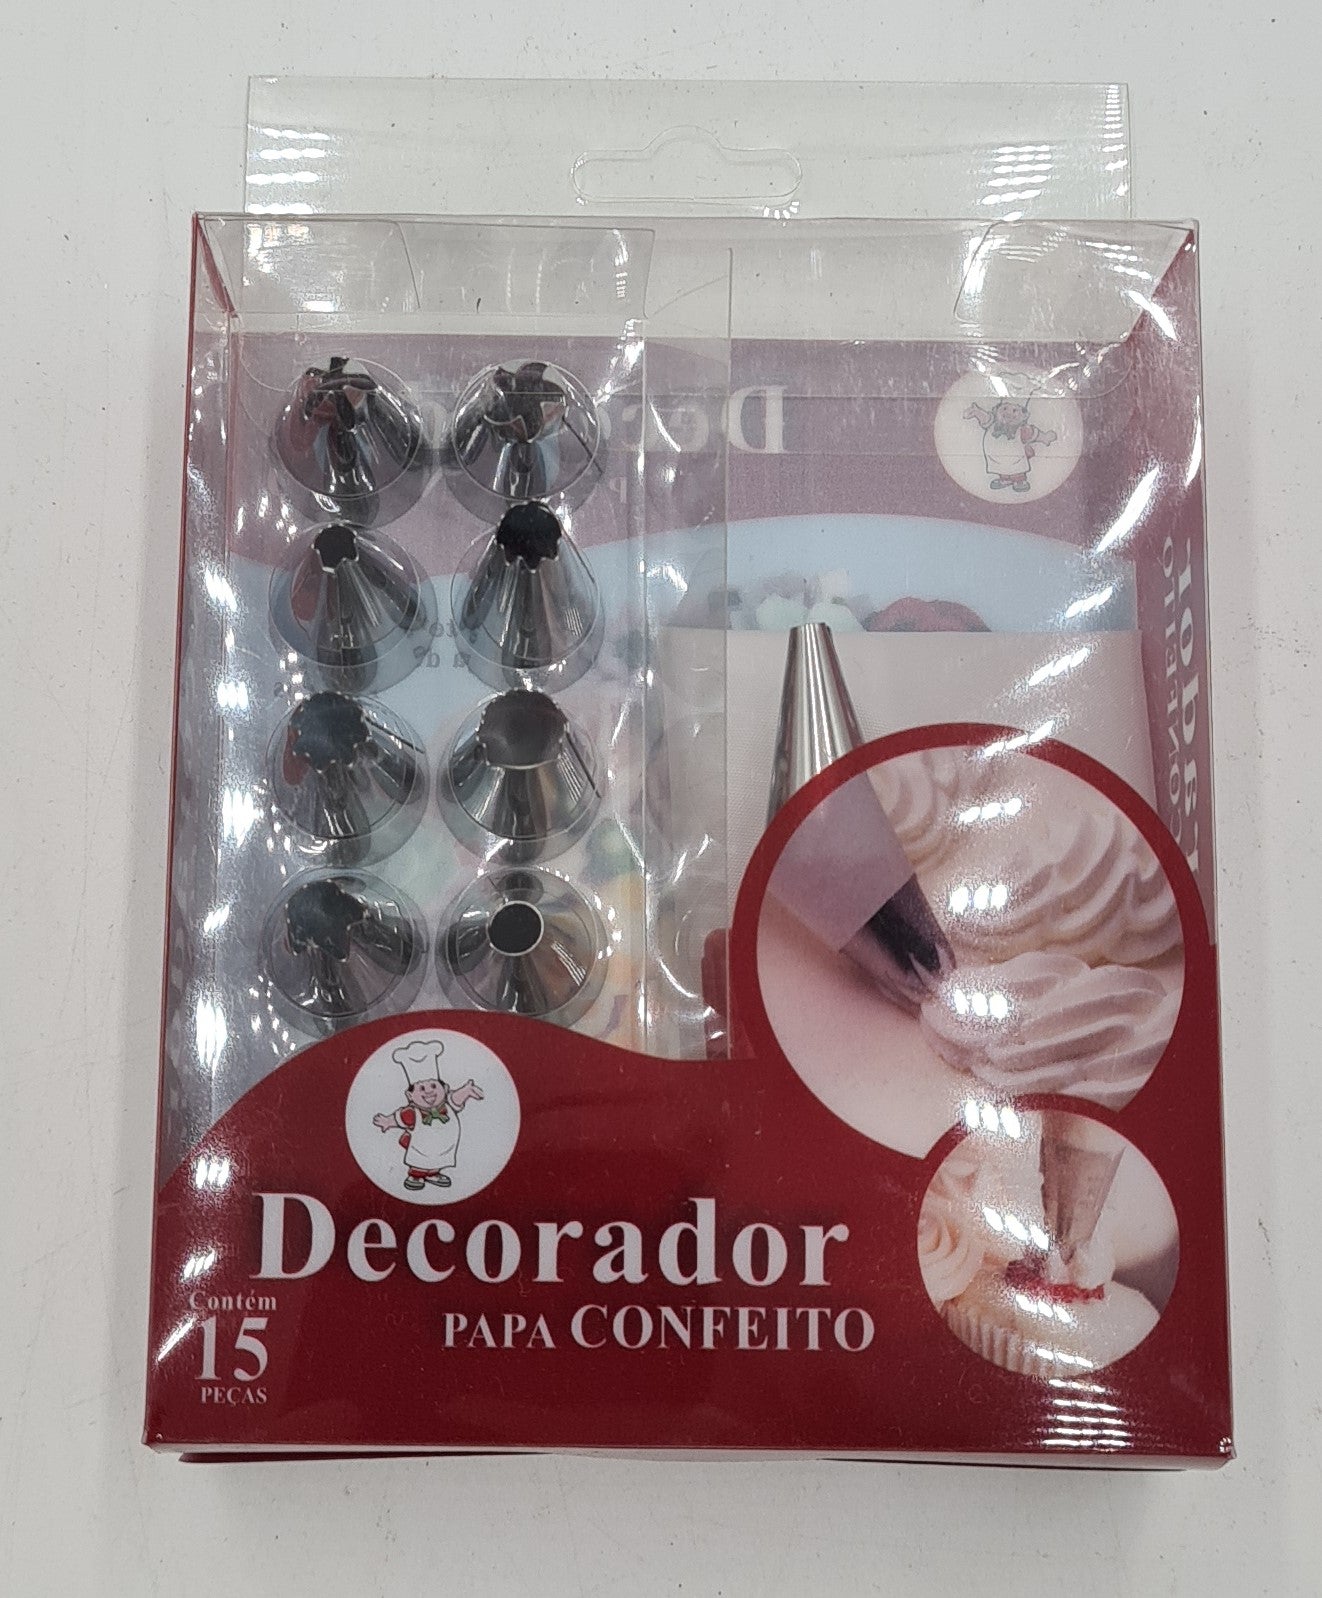 Decorador
PAPA CONFEITO
Contém
15
PEÇAS